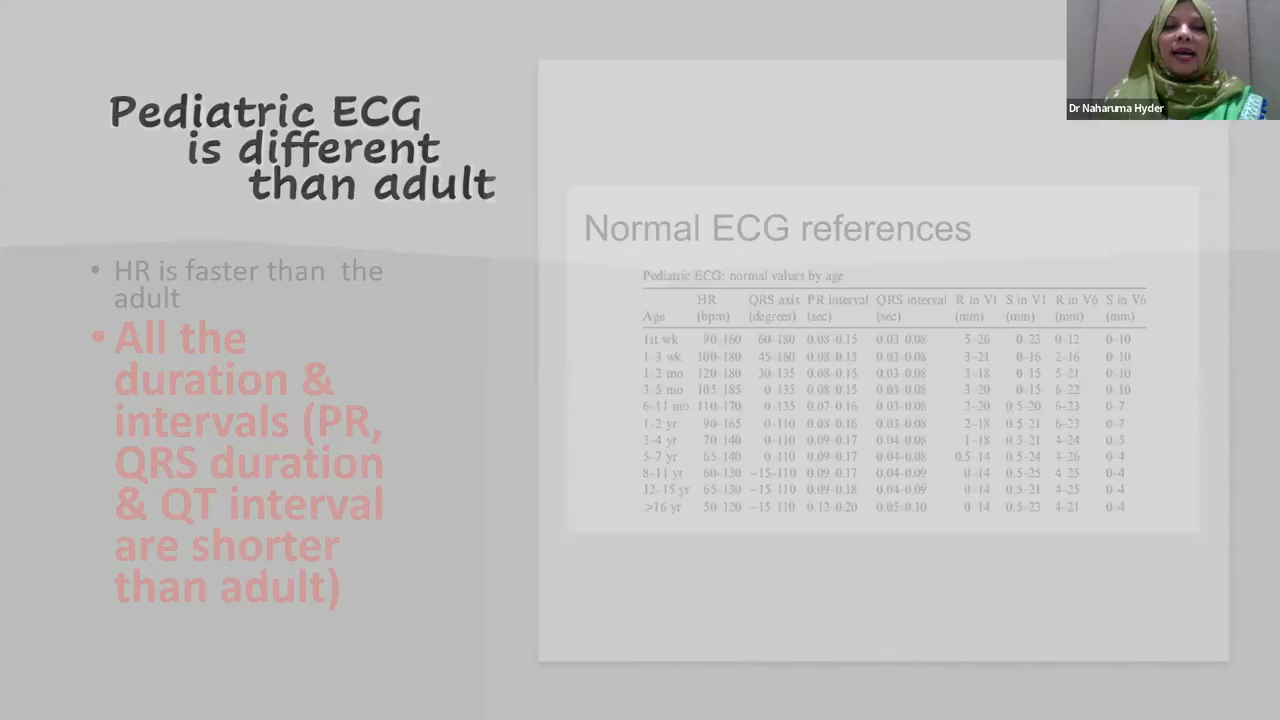 Dr Naharuma Hyder
Pediatric ECG
is different
than adult
• HR is faster than the
adult
• All the
duration &
intervals (PR,
QRS duration
& QT interval
are shorter
than adult)
Normal ECG references
Pediatric ECG: normal values by age
HR QRS axis PR interval QRS interval R in V1 S in V1 R in V6 S in V6
Age (bpm) (degrees) (sec) (sec) (mm) (mm) (mm) (mm)
1st wk 90–160 60–180 0.08–0.15 0.03–0.08 5–26 0–23 0–12 0–10
1–3 wk 100–180 45–160 0.08–0.15 0.03–0.08 3–21 0–16 2–16 0–10
1–2 mo 120–180 30–135 0.08–0.15 0.03–0.08 3–18 0–15 5–21 0–10
3–5 mo 105–185 0–135 0.08–0.15 0.03–0.08 3–20 0–15 6–22 0–10
6–11 mo 110–170 0–135 0.07–0.16 0.03–0.08 2–20 0.5–20 6–23 0–7
1–2 yr 90–165 0–110 0.08–0.16 0.03–0.08 2–18 0.5–21 6–23 0–7
3–4 yr 70–140 0–110 0.09–0.17 0.04–0.08 1–18 0.5–21 4–24 0–5
5–7 yr 65–140 0–110 0.09–0.17 0.04–0.08 0.5–14 0.5–24 4–26 0–4
8–11 yr 60–130 −15–110 0.09–0.17 0.04–0.09 0–14 0.5–25 4–25 0–4
12–15 yr 65–130 −15–110 0.09–0.18 0.04–0.09 0–14 0.5–21 4–25 0–4
>16 yr 50–120 −15–110 0.12–0.20 0.05–0.10 0–14 0.5–23 4–21 0–4